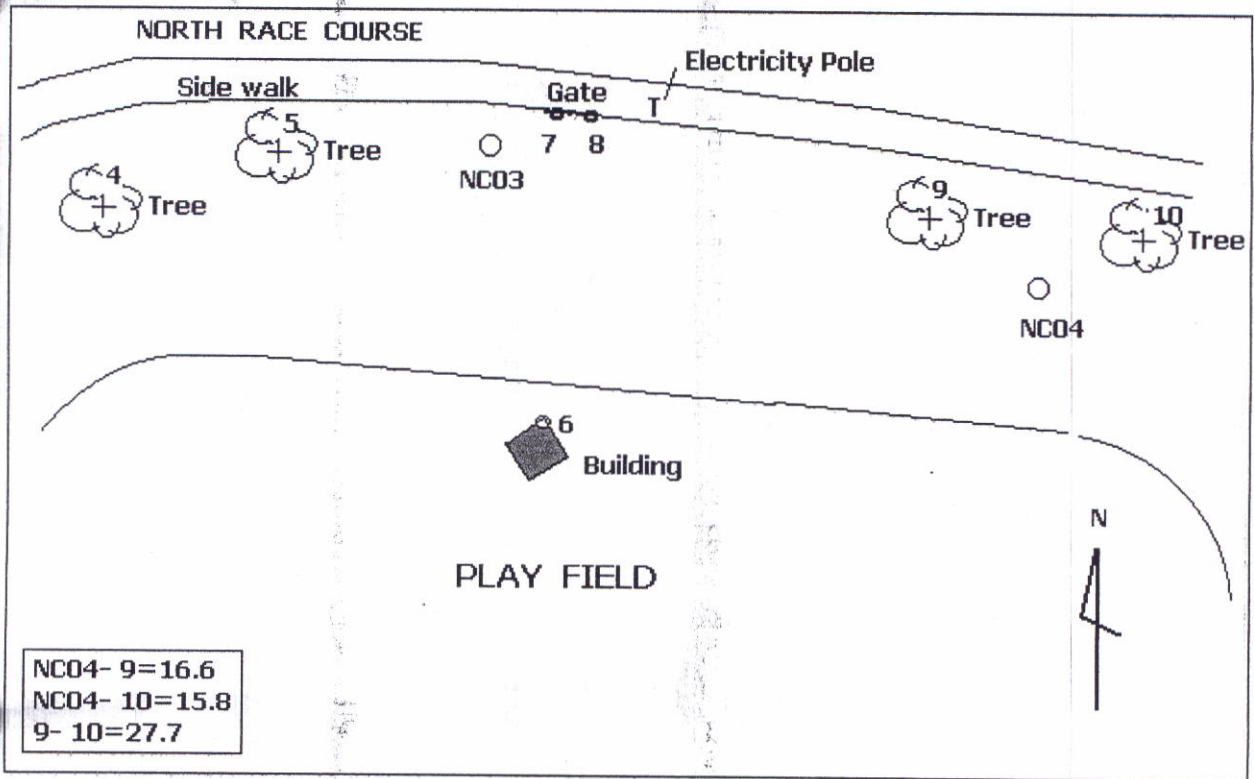 NORTH RACE COURSE
Electricity Pole
Side walk
Gate
T
5
Tree
7 8
NC03
4
Tree
9
Tree
10
Tree
NC04
6
Building
N
PLAY FIELD
NC04- 9=16.6
NC04- 10=15.8
9- 10=27.7